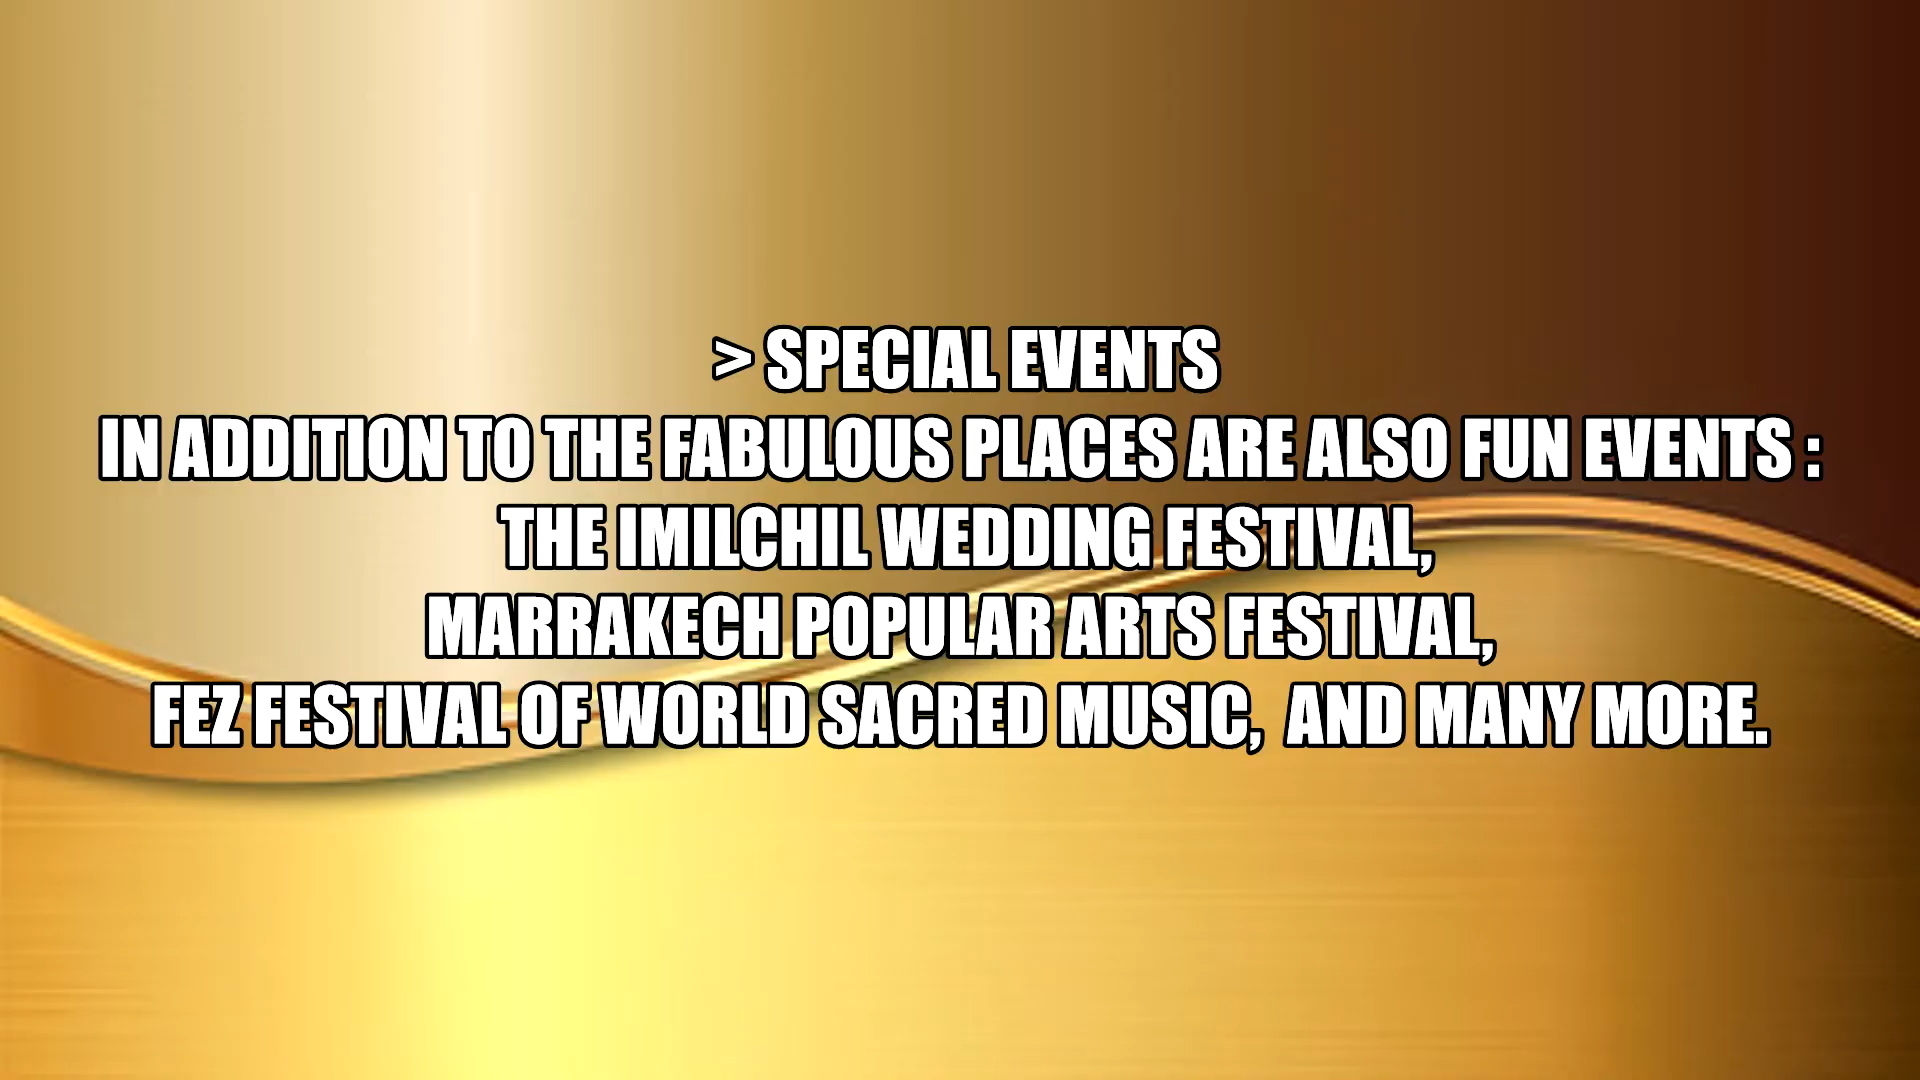 > SPECIAL EVENTS
IN ADDITION TO THE FABULOUS PLACES ARE ALSO FUN EVENTS :
THE IMILCHIL WEDDING FESTIVAL,
MARRAKECH POPULAR ARTS FESTIVAL,
FEZ FESTIVAL OF WORLD SACRED MUSIC,  AND MANY MORE.